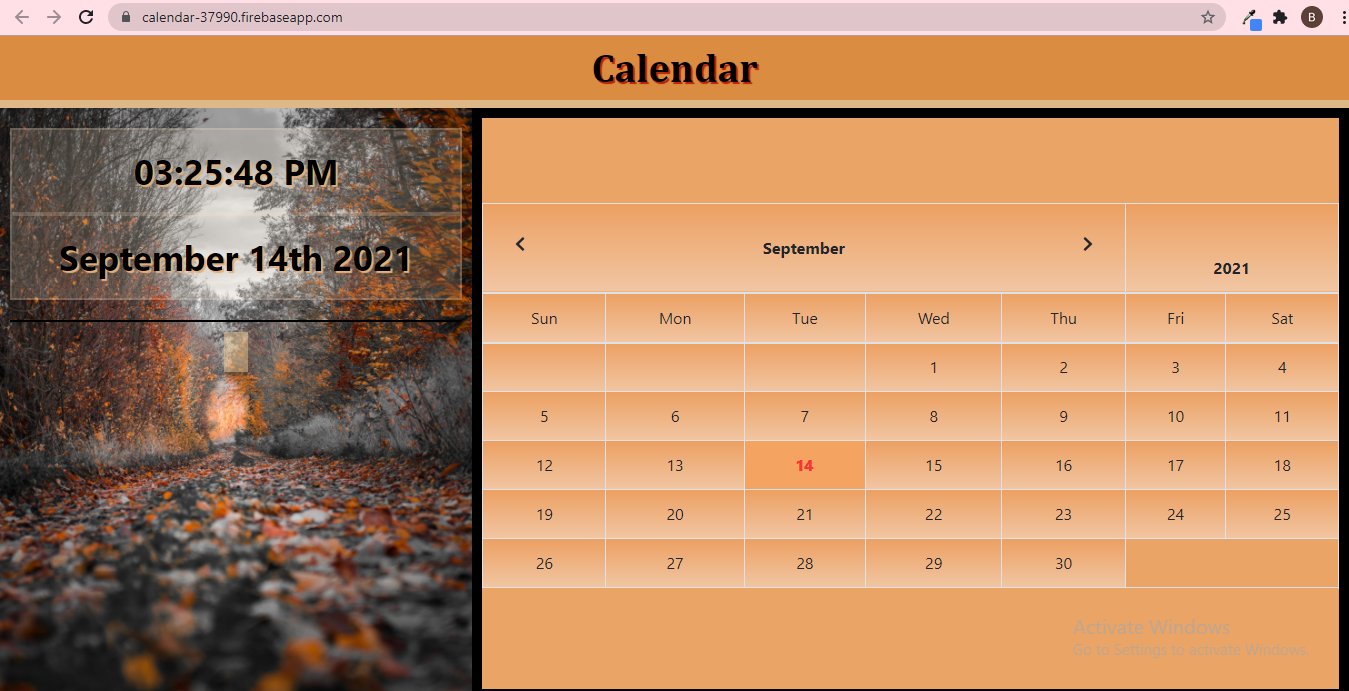 calendar-37990.firebaseapp.com
B
Calendar
03:25:48 PM
September 14th 2021
September
2021
Sun Mon Tue Wed Thu Fri Sat
1 2 3 4
5 6 7 8 9 10 11
12 13 14 15 16 17 18
19 20 21 22 23 24 25
26 27 28 29 30
Activate Windows
Go to Settings to activate Windows.